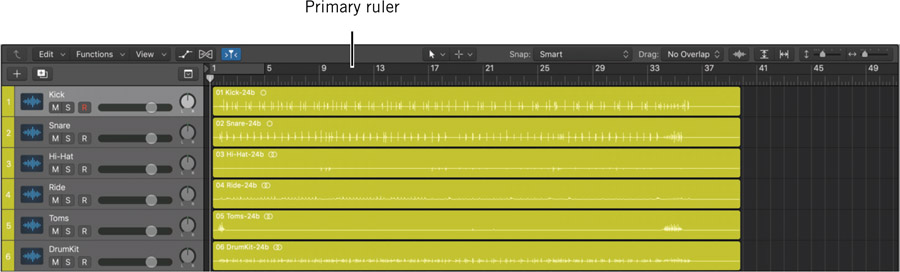 Primary ruler
Edit Functions View Snap: Smart Drag: No Overlap
1 5 9 13 17 21 25 29 33 37 41 45 49
1 Kick 01 Kick-24b
M S R
2 Snare 02 Snare-24b
M S R
3 Hi-Hat 03 Hi-Hat-24b
M S R
4 Ride 04 Ride-24b
M S R
5 Toms 05 Toms-24b
M S R
6 DrumKit 06 DrumKit-24b
M S R